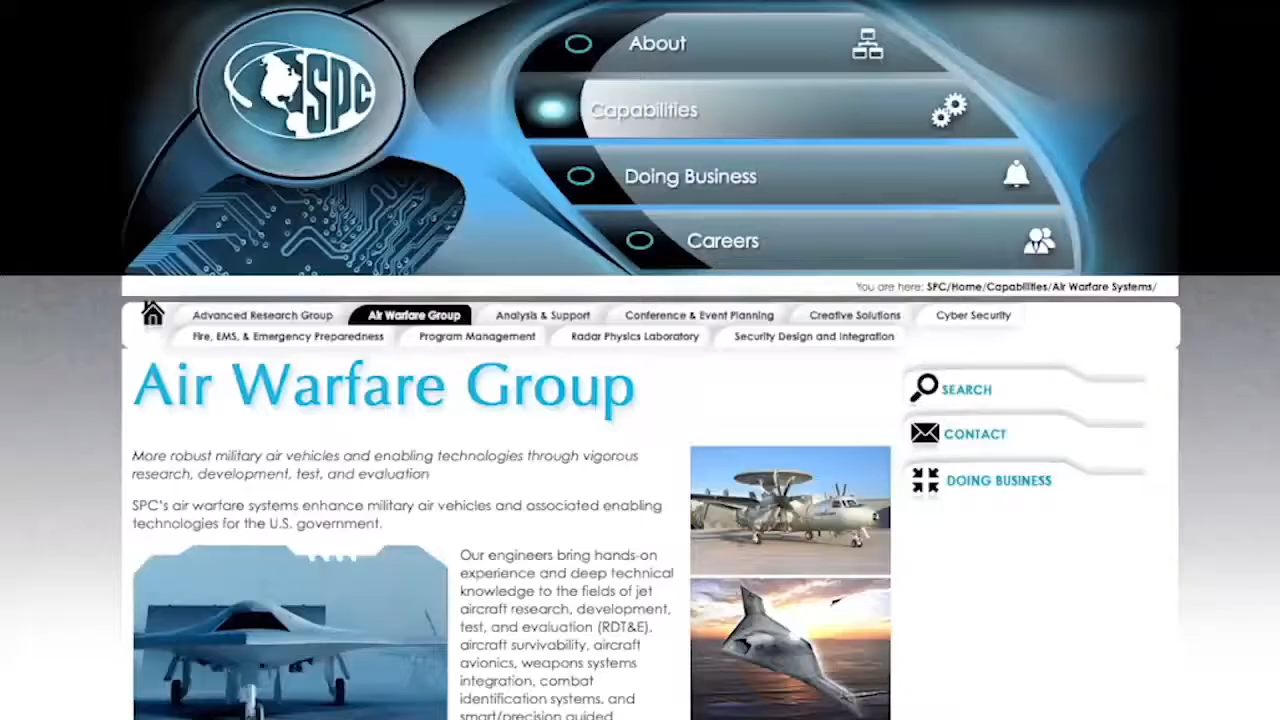 SPC
About
Capabilities
Doing Business
Careers
You are here: SPC/Home/Capabilities/Air Warfare Systems/
Advanced Research Group Air Warfare Group Analysis & Support Conference & Event Planning Creative Solutions Cyber Security
Fire, EMS, & Emergency Preparedness Program Management Radar Physics Laboratory Security Design and Integration
Air Warfare Group
SEARCH
CONTACT
DOING BUSINESS
More robust military air vehicles and enabling technologies through vigorous
research, development, test, and evaluation
SPC's air warfare systems enhance military air vehicles and associated enabling
technologies for the U.S. government.
Our engineers bring hands-on
experience and deep technical
knowledge to the fields of jet
aircraft research, development,
test, and evaluation (RDT&E),
aircraft survivability, aircraft
avionics, weapons systems
integration, combat
identification systems, and
smart/precision guided